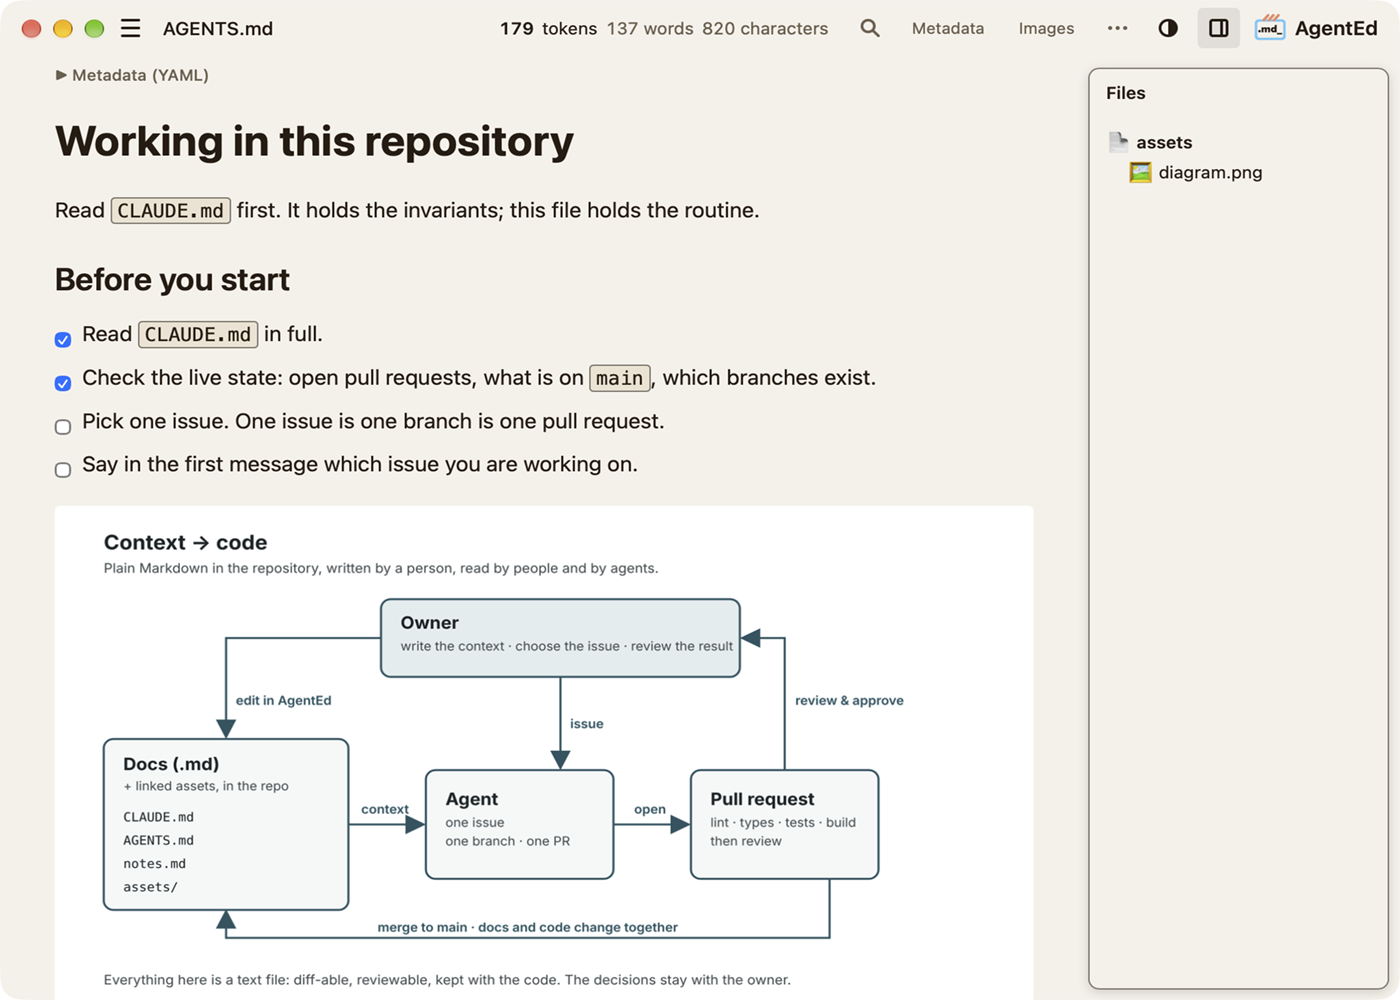 AGENTS.md
179 tokens 137 words 820 characters
Metadata
Images
.md_
AgentEd
Metadata (YAML)
Working in this repository
Read CLAUDE.md first. It holds the invariants; this file holds the routine.
Before you start
Read CLAUDE.md in full.
Check the live state: open pull requests, what is on main, which branches exist.
Pick one issue. One issue is one branch is one pull request.
Say in the first message which issue you are working on.
Context → code
Plain Markdown in the repository, written by a person, read by people and by agents.
Owner
write the context · choose the issue · review the result
edit in AgentEd
issue
review & approve
Docs (.md)
+ linked assets, in the repo
CLAUDE.md
AGENTS.md
notes.md
assets/
context
Agent
one issue
one branch · one PR
open
Pull request
lint · types · tests · build
then review
merge to main · docs and code change together
Everything here is a text file: diff-able, reviewable, kept with the code. The decisions stay with the owner.
Files
assets
diagram.png